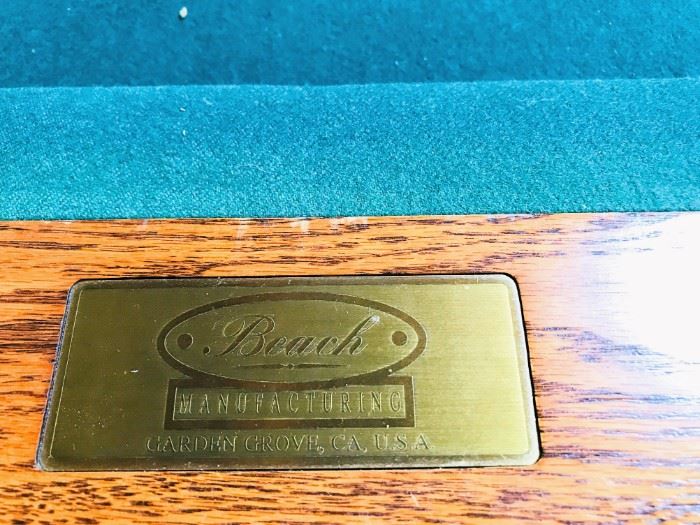 Beach
MANUFACTURING
GARDEN GROVE, CA, U.S.A.